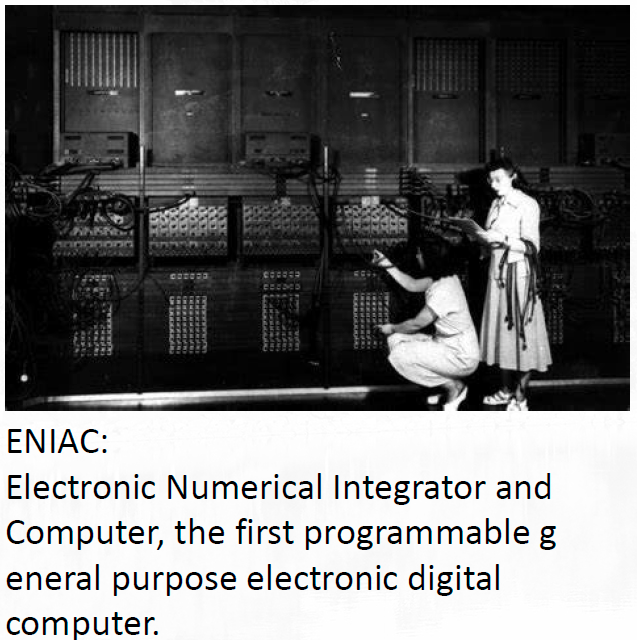 ENIAC:
Electronic Numerical Integrator and
Computer, the first programmable g
eneral purpose electronic digital
computer.